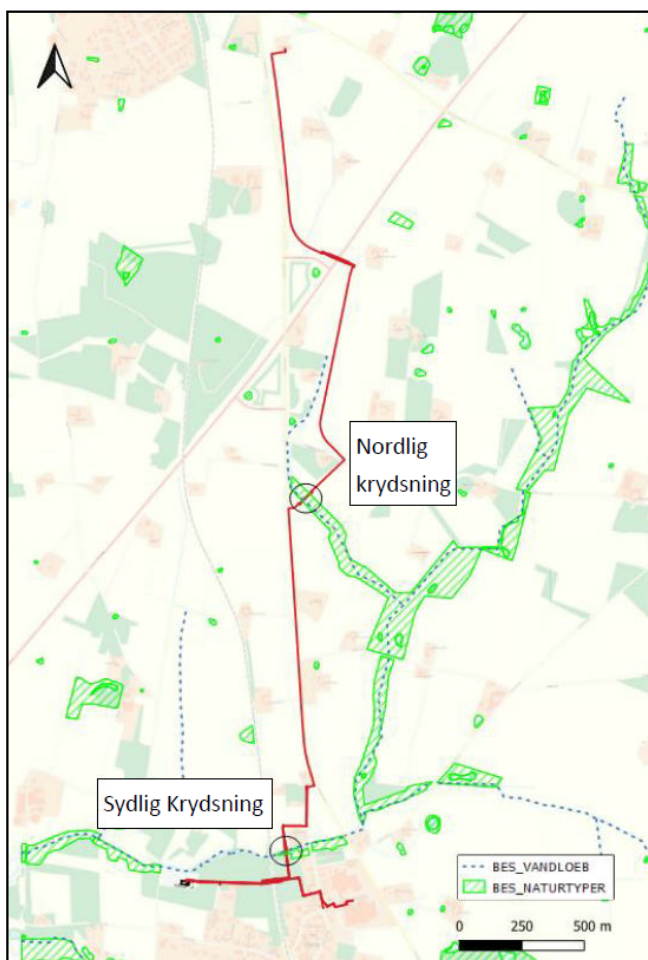 Nordlig
krydsning
Sydlig Krydsning
BES_VANDLOEB
BES_NATURTYPER
0 250 500 m